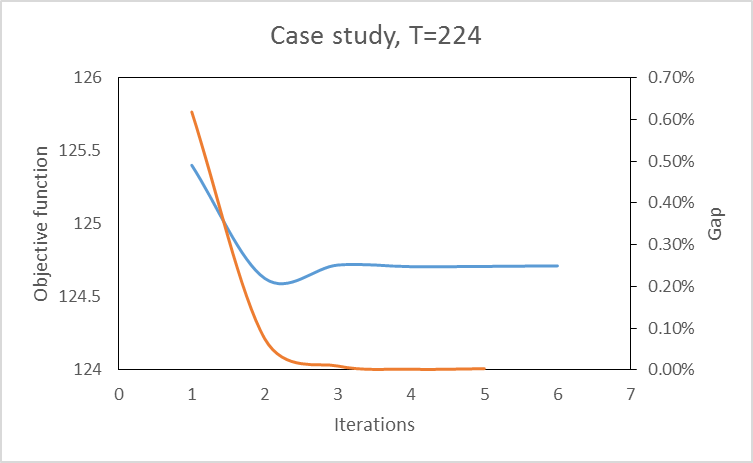 Case study, T=224
126
125.5
125
124.5
124
Objective function
0.70%
0.60%
0.50%
0.40%
0.30%
0.20%
0.10%
0.00%
Gap
0 1 2 3 4 5 6 7
Iterations